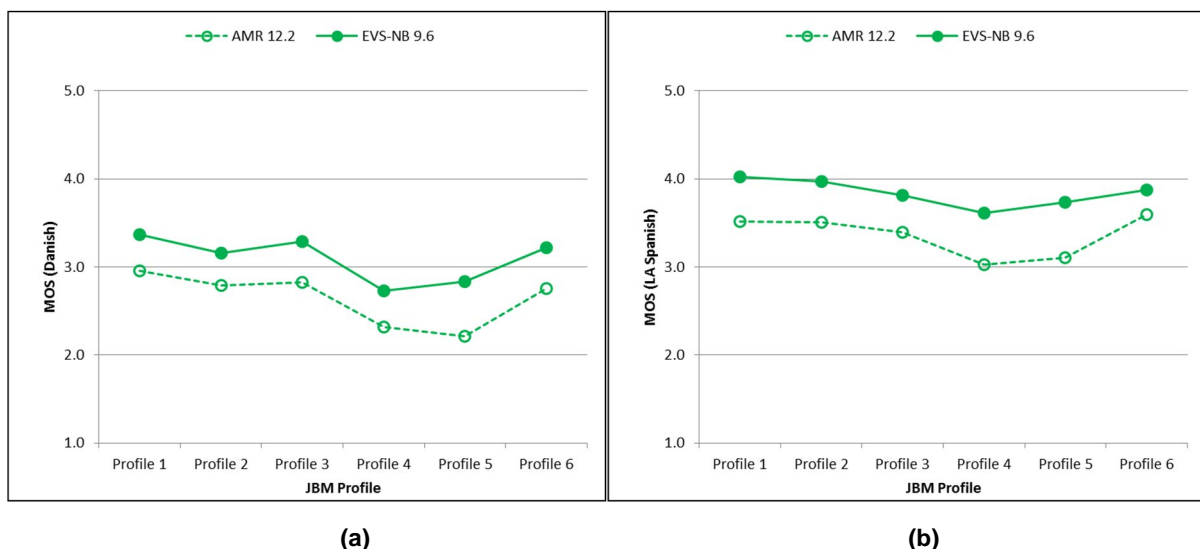 AMR 12.2 EVS-NB 9.6
5.0
4.0
3.0
2.0
1.0
MOS (Danish)
Profile 1 Profile 2 Profile 3 Profile 4 Profile 5 Profile 6
JBM Profile
(a)
AMR 12.2 EVS-NB 9.6
5.0
4.0
3.0
2.0
1.0
MOS (LA Spanish)
Profile 1 Profile 2 Profile 3 Profile 4 Profile 5 Profile 6
JBM Profile
(b)